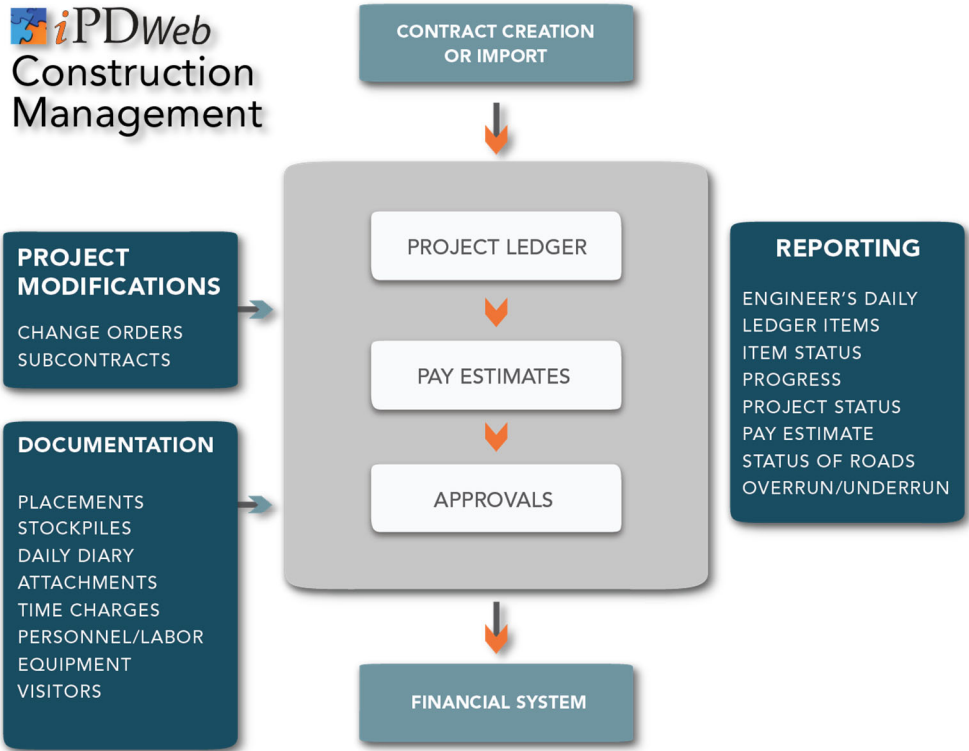 iPDWeb
Construction
Management
CONTRACT CREATION
OR IMPORT
PROJECT LEDGER
PAY ESTIMATES
APPROVALS
PROJECT
MODIFICATIONS
CHANGE ORDERS
SUBCONTRACTS
DOCUMENTATION
PLACEMENTS
STOCKPILES
DAILY DIARY
ATTACHMENTS
TIME CHARGES
PERSONNEL/LABOR
EQUIPMENT
VISITORS
REPORTING
ENGINEER'S DAILY
LEDGER ITEMS
ITEM STATUS
PROGRESS
PROJECT STATUS
PAY ESTIMATE
STATUS OF ROADS
OVERRUN/UNDERRUN
FINANCIAL SYSTEM